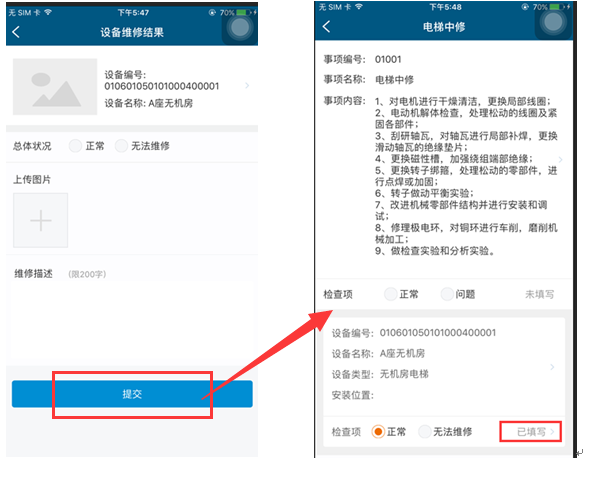 无 SIM 卡
下午5:47
70%
设备维修结果
设备编号:
010601050101000400001
设备名称: A座无机房
总体状况
正常
无法维修
上传图片
维修描述
(限200字)
提交
无 SIM 卡
下午5:48
70%
电梯中修
事项编号: 01001
事项名称: 电梯中修
事项内容: 1、对电机进行干燥清洁，更换局部线圈；
2、电动机解体检查，处理松动的线圈及紧
固各部件；
3、刮研轴瓦，对轴瓦进行局部补焊，更换
滑动轴瓦的绝缘垫片；
4、更换磁性槽，加强绕组端部绝缘；
5、更换转子绑箍，处理松动的零部件，进
行点焊或加固；
6、转子做动平衡实验；
7、改进机械零部件结构并进行安装和调
试；
8、修理极电环，对铜环进行车削，磨削机
械加工；
9、做检查实验和分析实验。
检查项
正常
问题
未填写
设备编号: 010601050101000400001
设备名称: A座无机房
设备类型: 无机房电梯
安装位置:
检查项
正常
无法维修
已填写